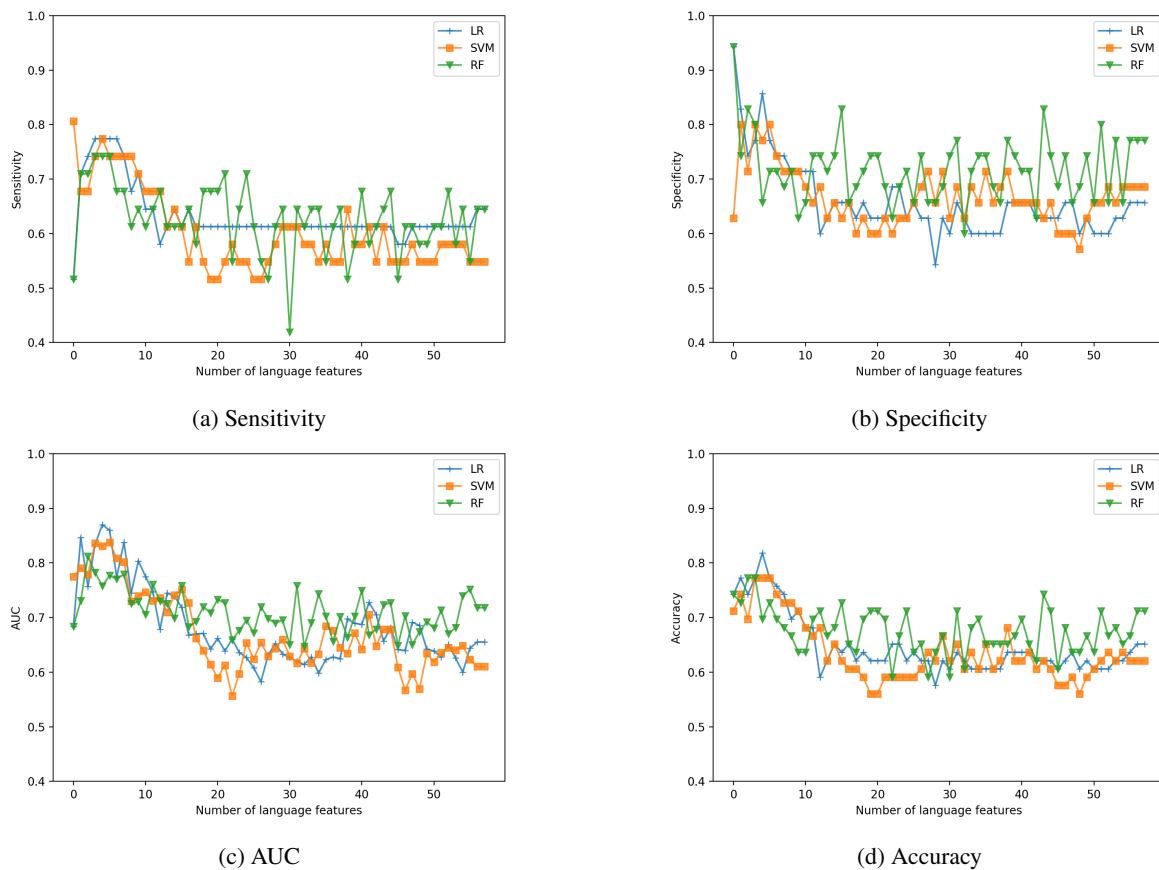 1.0
0.9
0.8
0.7
0.6
0.5
0.4
Sensitivity
0 10 20 30 40 50
Number of language features
LR
SVM
RF
(a) Sensitivity
1.0
0.9
0.8
0.7
0.6
0.5
0.4
Specificity
0 10 20 30 40 50
Number of language features
LR
SVM
RF
(b) Specificity
1.0
0.9
0.8
0.7
0.6
0.5
0.4
AUC
0 10 20 30 40 50
Number of language features
LR
SVM
RF
(c) AUC
1.0
0.9
0.8
0.7
0.6
0.5
0.4
Accuracy
0 10 20 30 40 50
Number of language features
LR
SVM
RF
(d) Accuracy